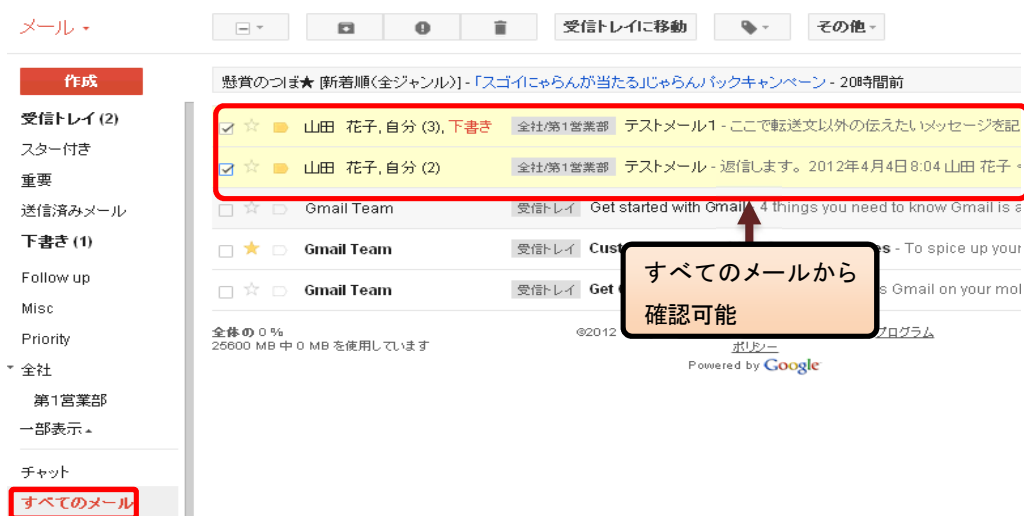 メール
受信トレイに移動
その他
作成
懸賞のつぼ★ [新着順(全ジャンル)] - 「スゴイにゃらんが当たる」じゃらんパックキャンペーン - 20時間前
受信トレイ (2)
スター付き
重要
送信済みメール
下書き (1)
Follow up
Misc
Priority
全社
第1営業部
一部表示
チャット
すべてのメール
山田 花子, 自分 (3), 下書き 全社/第1営業部 テストメール1 - ここで転送文以外の伝えたいメッセージを記
山田 花子, 自分 (2) 全社/第1営業部 テストメール - 返信します。 2012年4月4日 8:04 山田 花子 <
Gmail Team 受信トレイ Get started with Gmail 4 things you need to know Gmail is a
Gmail Team 受信トレイ - To spice up your
Gmail Team 受信トレイ Get Gmail on your mol
すべてのメールから
確認可能
全体の 0 %
25600 MB 中 0 MB を使用しています
©2012 プログラム
ポリシー
Powered by Google